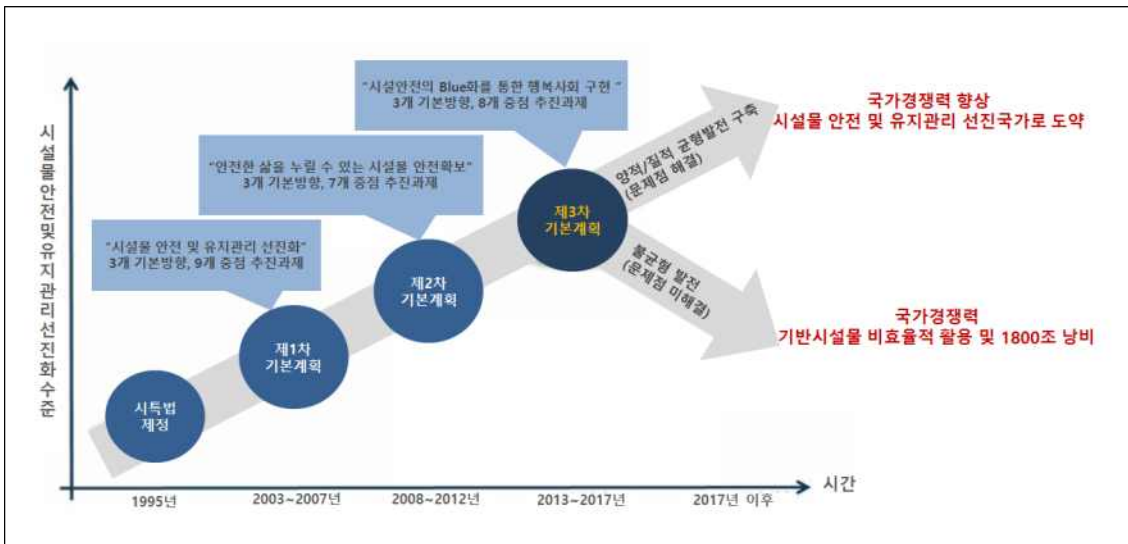 "시설안전의 Blue화를 통한 행복사회 구현 "
3개 기본방향, 8개 중점 추진과제
국가경쟁력 향상
시설물 안전 및 유지관리 선진국가로 도약
양적/질적 균형발전 구축
(문제점 해결)
"안전한 삶을 누릴 수 있는 시설물 안전확보"
3개 기본방향, 7개 중점 추진과제
제3차
기본계획
"시설물 안전 및 유지관리 선진화"
3개 기본방향, 9개 중점 추진과제
제2차
기본계획
불균형 발전
(문제점 미해결)
국가경쟁력
기반시설물 비효율적 활용 및 1800조 낭비
제1차
기본계획
시특법
제정
시설물안전및유지관리선진화수준
1995년
2003~2007년
2008~2012년
2013~2017년
2017년 이후
시간